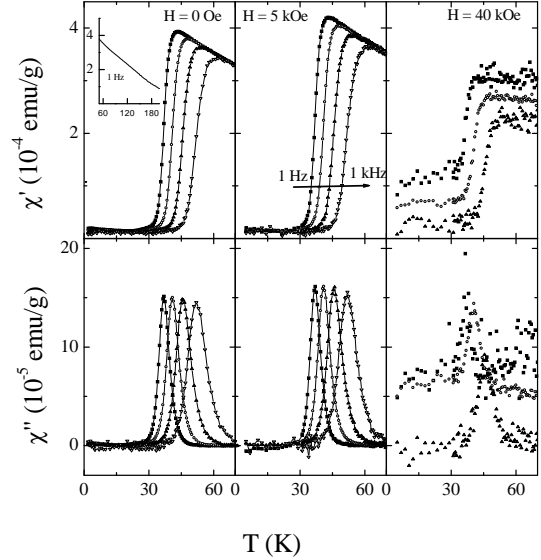 H = 0 Oe
H = 5 kOe
H = 40 kOe
4
2
1 Hz
60 120 180
4
2
χ' (10⁻⁴ emu/g)
1 Hz
1 kHz
20
10
0
χ" (10⁻⁵ emu/g)
0 30 60 0 30 60 0 30 60
T (K)